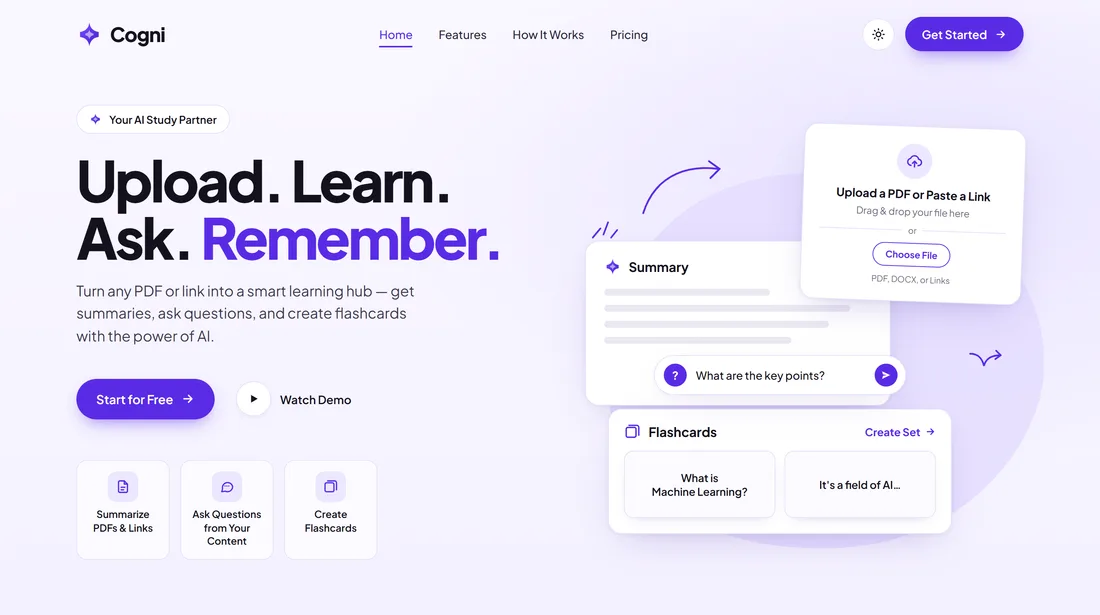 Cogni
Home
Features
How It Works
Pricing
Get Started
Your AI Study Partner
Upload. Learn.
Ask. Remember.
Turn any PDF or link into a smart learning hub — get
summaries, ask questions, and create flashcards
with the power of AI.
Start for Free
Watch Demo
Summarize
PDFs & Links
Ask Questions
from Your
Content
Create
Flashcards
Upload a PDF or Paste a Link
Drag & drop your file here
or
Choose File
PDF, DOCX, or Links
Summary
?
What are the key points?
Flashcards
Create Set
What is
Machine Learning?
It's a field of AI...